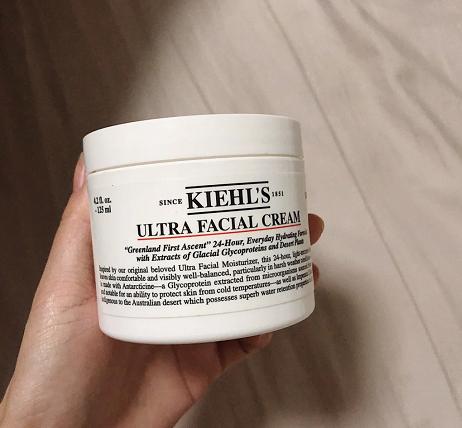 4.2 fl. oz.
- 125 ml
SINCE KIEHL'S 1851
ULTRA FACIAL CREAM
"Greenland First Ascent" 24-Hour, Everyday Hydrating Formula
with Extracts of Glacial Glycoproteins and Desert Plants
Inspired by our original beloved Ultra Facial Moisturizer, this 24-hour, light-
skin comfortable and visibly well-balanced, particularly in harsh weather
is made with Antarcticine—a Glycoprotein extracted from microorganisms
and notable for an ability to protect skin from cold temperatures—as well as
indigenous to the Australian desert which possesses superb water retention